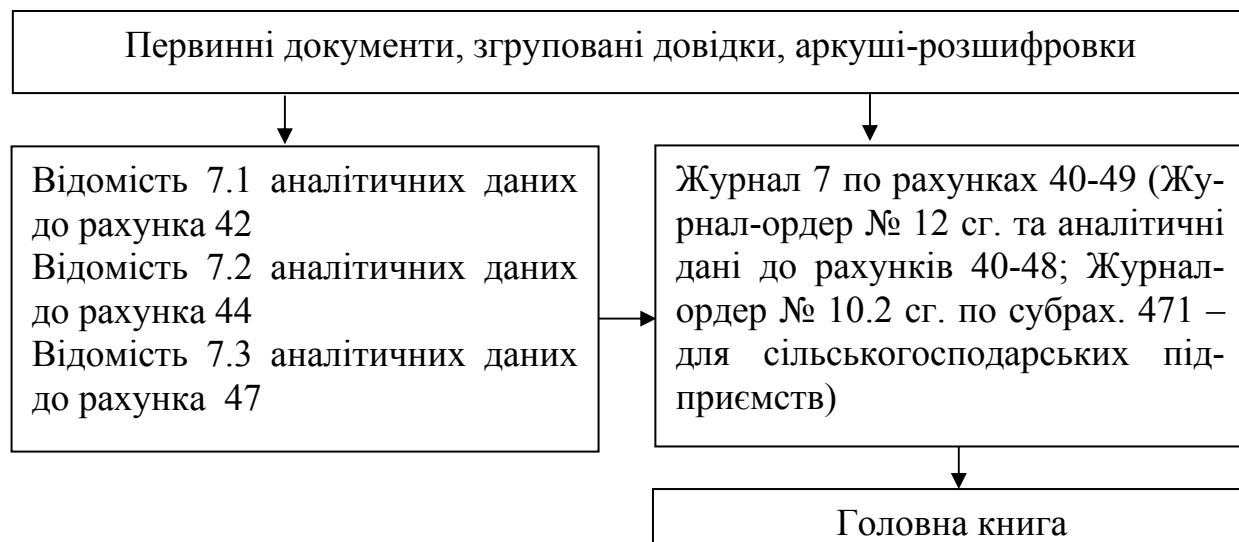 Первинні документи, згруповані довідки, аркуші-розшифровки
Відомість 7.1 аналітичних даних
до рахунка 42
Відомість 7.2 аналітичних даних
до рахунка 44
Відомість 7.3 аналітичних даних
до рахунка 47
Журнал 7 по рахунках 40-49 (Жу-
рнал-ордер № 12 сг. та аналітичні
дані до рахунків 40-48; Журнал-
ордер № 10.2 сг. по субрах. 471 –
для сільськогосподарських під-
приємств)
Головна книга